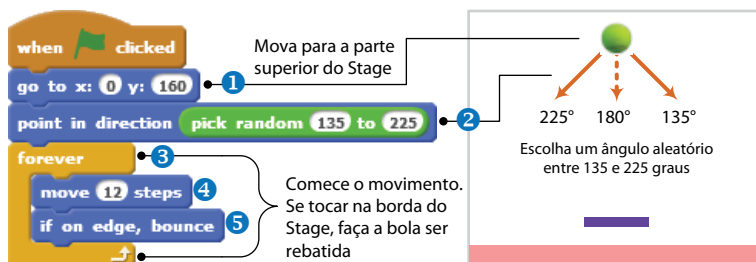 when clicked
go to x: 0 y: 160
1
point in direction pick random 135 to 225
2
forever
3
move 12 steps
4
if on edge, bounce
5
Mova para a parte
superior do Stage
Comece o movimento.
Se tocar na borda do
Stage, faça a bola ser
rebatida
225° 180° 135°
Escolha um ângulo aleatório
entre 135 e 225 graus